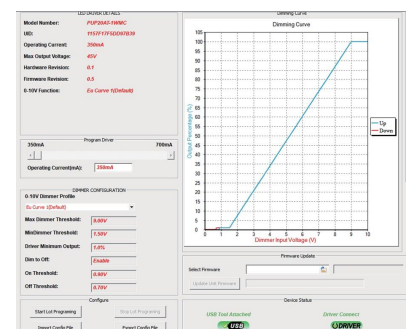 LED DRIVER DETAILS
Model Number: PUP20AT-1WMC
UID: 1157F17F5DD97B39
Operating Current: 350mA
Max Output Voltage: 45V
Hardware Revision: 0.1
Firmware Revision: 0.5
0-10V Function: Eu Curve 1(Default)
Program Driver
350mA 700mA
Operating Current(mA): 350mA
DIMMER CONFIGURATION
0-10V Dimmer Profile
Eu Curve 1(Default)
Max Dimmer Threshold: 9.00V
MinDimmer Threshold: 1.50V
Driver Minimum Output: 1.0%
Dim to Off: Enable
On Threshold: 0.80V
Off Threshold: 0.70V
Configure
Start Lot Programing Stop Lot Programing
Import Config File Export Config File
Dimming Curve
Dimming Curve
105
100
95
90
85
80
75
70
65
60
55
50
45
40
35
30
25
20
15
10
5
0
Output Percentage(%)
0 1 2 3 4 5 6 7 8 9 10
Dimmer Input Voltage (V)
Up
Down
Firmware Update
Select Firmware
Update Unit Firmware
Device Status
USB Tool Attached Driver Connect
USB DRIVER